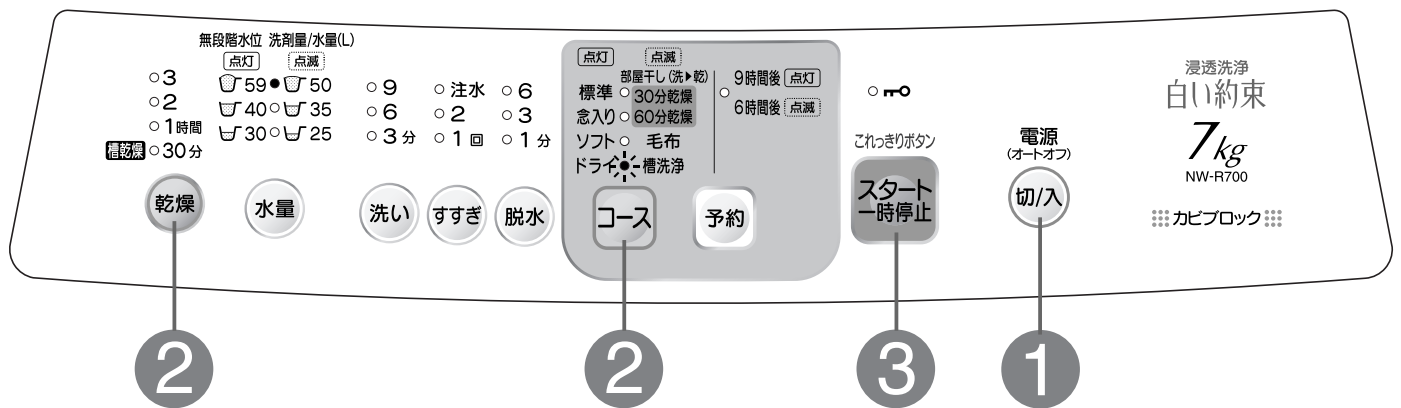 無段階水位 洗剤量/水量(L)
点灯 点滅
59 50
40 35
30 25
3
2
1時間
槽乾燥 30分
乾燥
水量
9
6
3分
洗い
注水
2
1回
すすぎ
6
3
1分
脱水
点灯 点滅
部屋干し(洗▶乾)
標準 30分乾燥
念入り 60分乾燥
ソフト 毛布
ドライ 槽洗浄
コース
9時間後 点灯
6時間後 点滅
予約
これっきりボタン
スタート
一時停止
電源
(オートオフ)
切/入
浸透洗浄
白い約束
7kg
NW-R700
カビブロック
2
2
3
1